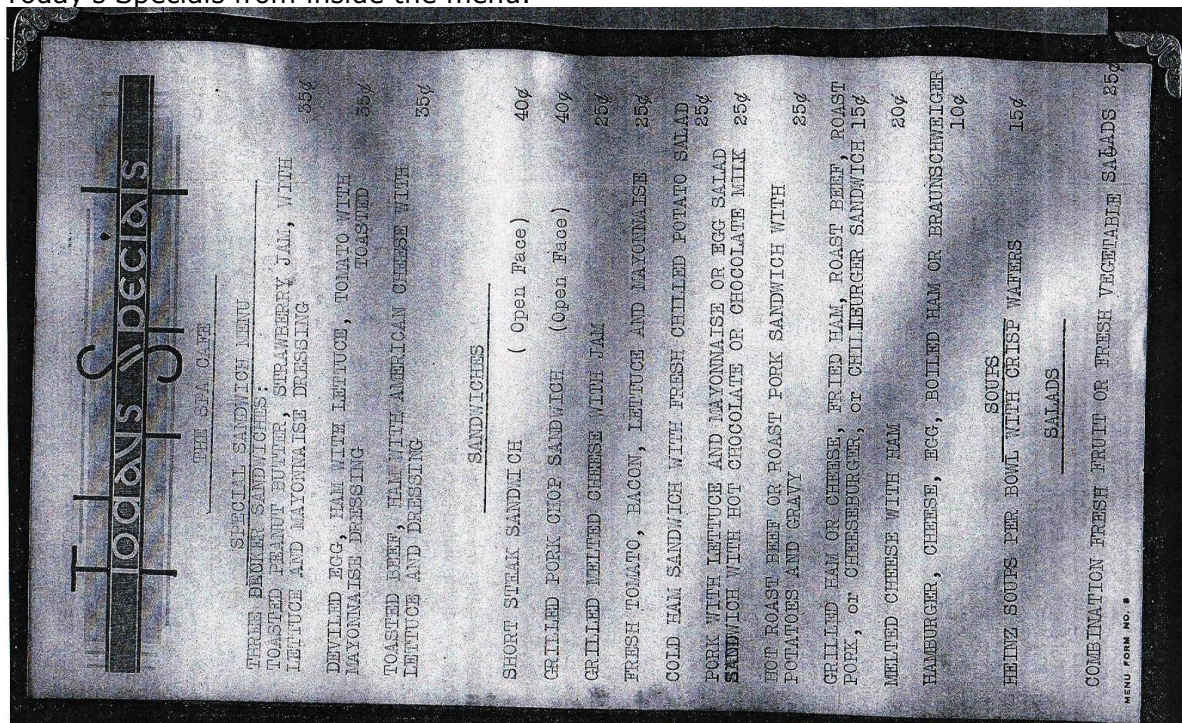 Today's Specials from inside the menu.
Todays Specials
THE SPA CAFE
SPECIAL SANDWICH MENU
THREE DECKER SANDWICHES:
TOASTED PEANUT BUTTER, STRAWBERRY JAM, WITH
LETTUCE AND MAYONNAISE DRESSING 35¢
DEVILED EGG, HAM WITH LETTUCE, TOMATO WITH
MAYONNAISE DRESSING TOASTED 35¢
TOASTED BEEF, HAM WITH AMERICAN CHEESE WITH
LETTUCE AND DRESSING 35¢
SANDWICHES
SHORT STEAK SANDWICH ( Open Face) 40¢
GRILLED PORK CHOP SANDWICH (Open Face) 40¢
GRILLED MELTED CHEESE WITH JAM 25¢
FRESH TOMATO, BACON, LETTUCE AND MAYONNAISE 25¢
COLD HAM SANDWICH WITH FRESH CHILLED POTATO SALAD
25¢
PORK WITH LETTUCE AND MAYONNAISE OR EGG SALAD
SANDWICH WITH HOT CHOCOLATE OR CHOCOLATE MILK 25¢
HOT ROAST BEEF OR ROAST PORK SANDWICH WITH
POTATOES AND GRAVY 25¢
GRILLED HAM OR CHEESE, FRIED HAM, ROAST BEEF, ROAST
PORK, or CHEESEBURGER, or CHILIBURGER SANDWICH 15¢
MELTED CHEESE WITH HAM 20¢
HAMBURGER, CHEESE, EGG, BOILED HAM OR BRAUNSCHWEIGER
10¢
SOUPS
HEINZ SOUPS PER BOWL WITH CRISP WAFERS 15¢
SALADS
COMBINATION FRESH FRUIT OR FRESH VEGETABLE SALADS 25¢
MENU FORM NO. 8